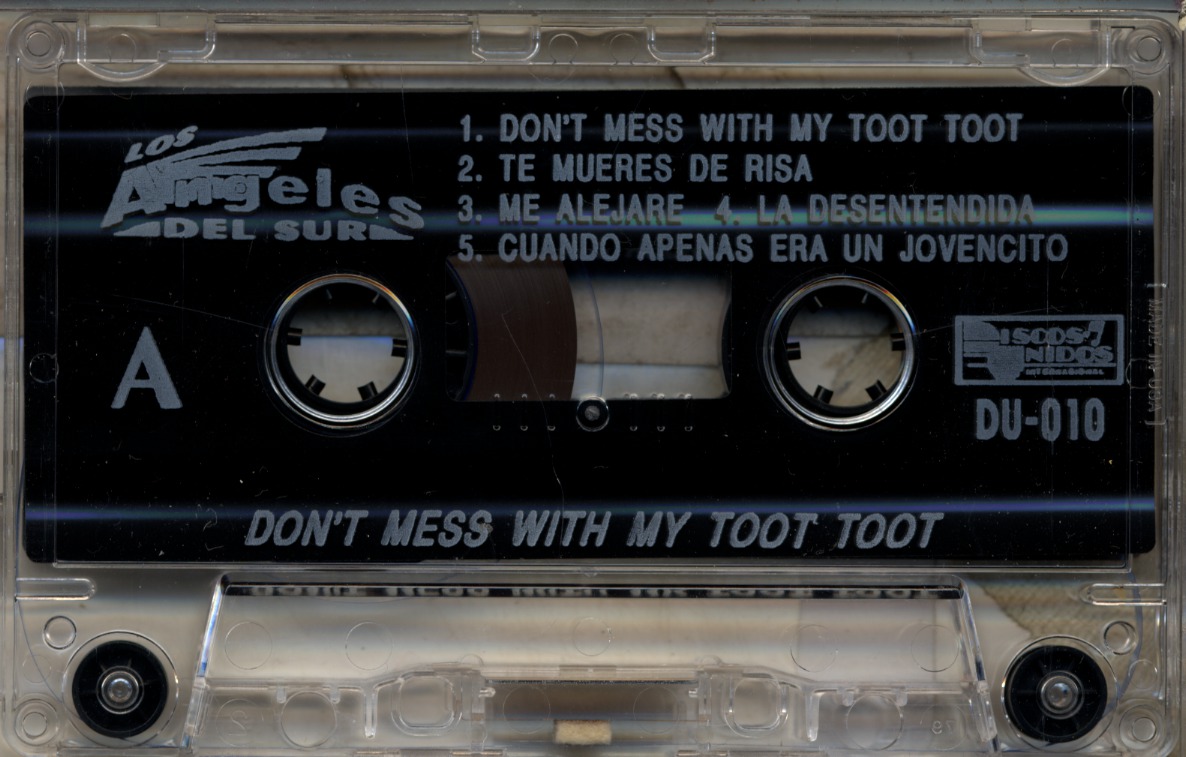 LOS
Angeles
DEL SUR
1. DON'T MESS WITH MY TOOT TOOT
2. TE MUERES DE RISA
3. ME ALEJARE 4. LA DESENTENDIDA
5. CUANDO APENAS ERA UN JOVENCITO
A
DISCOS
UNIDOS
INTERNACIONAL
DU-010
DON'T MESS WITH MY TOOT TOOT